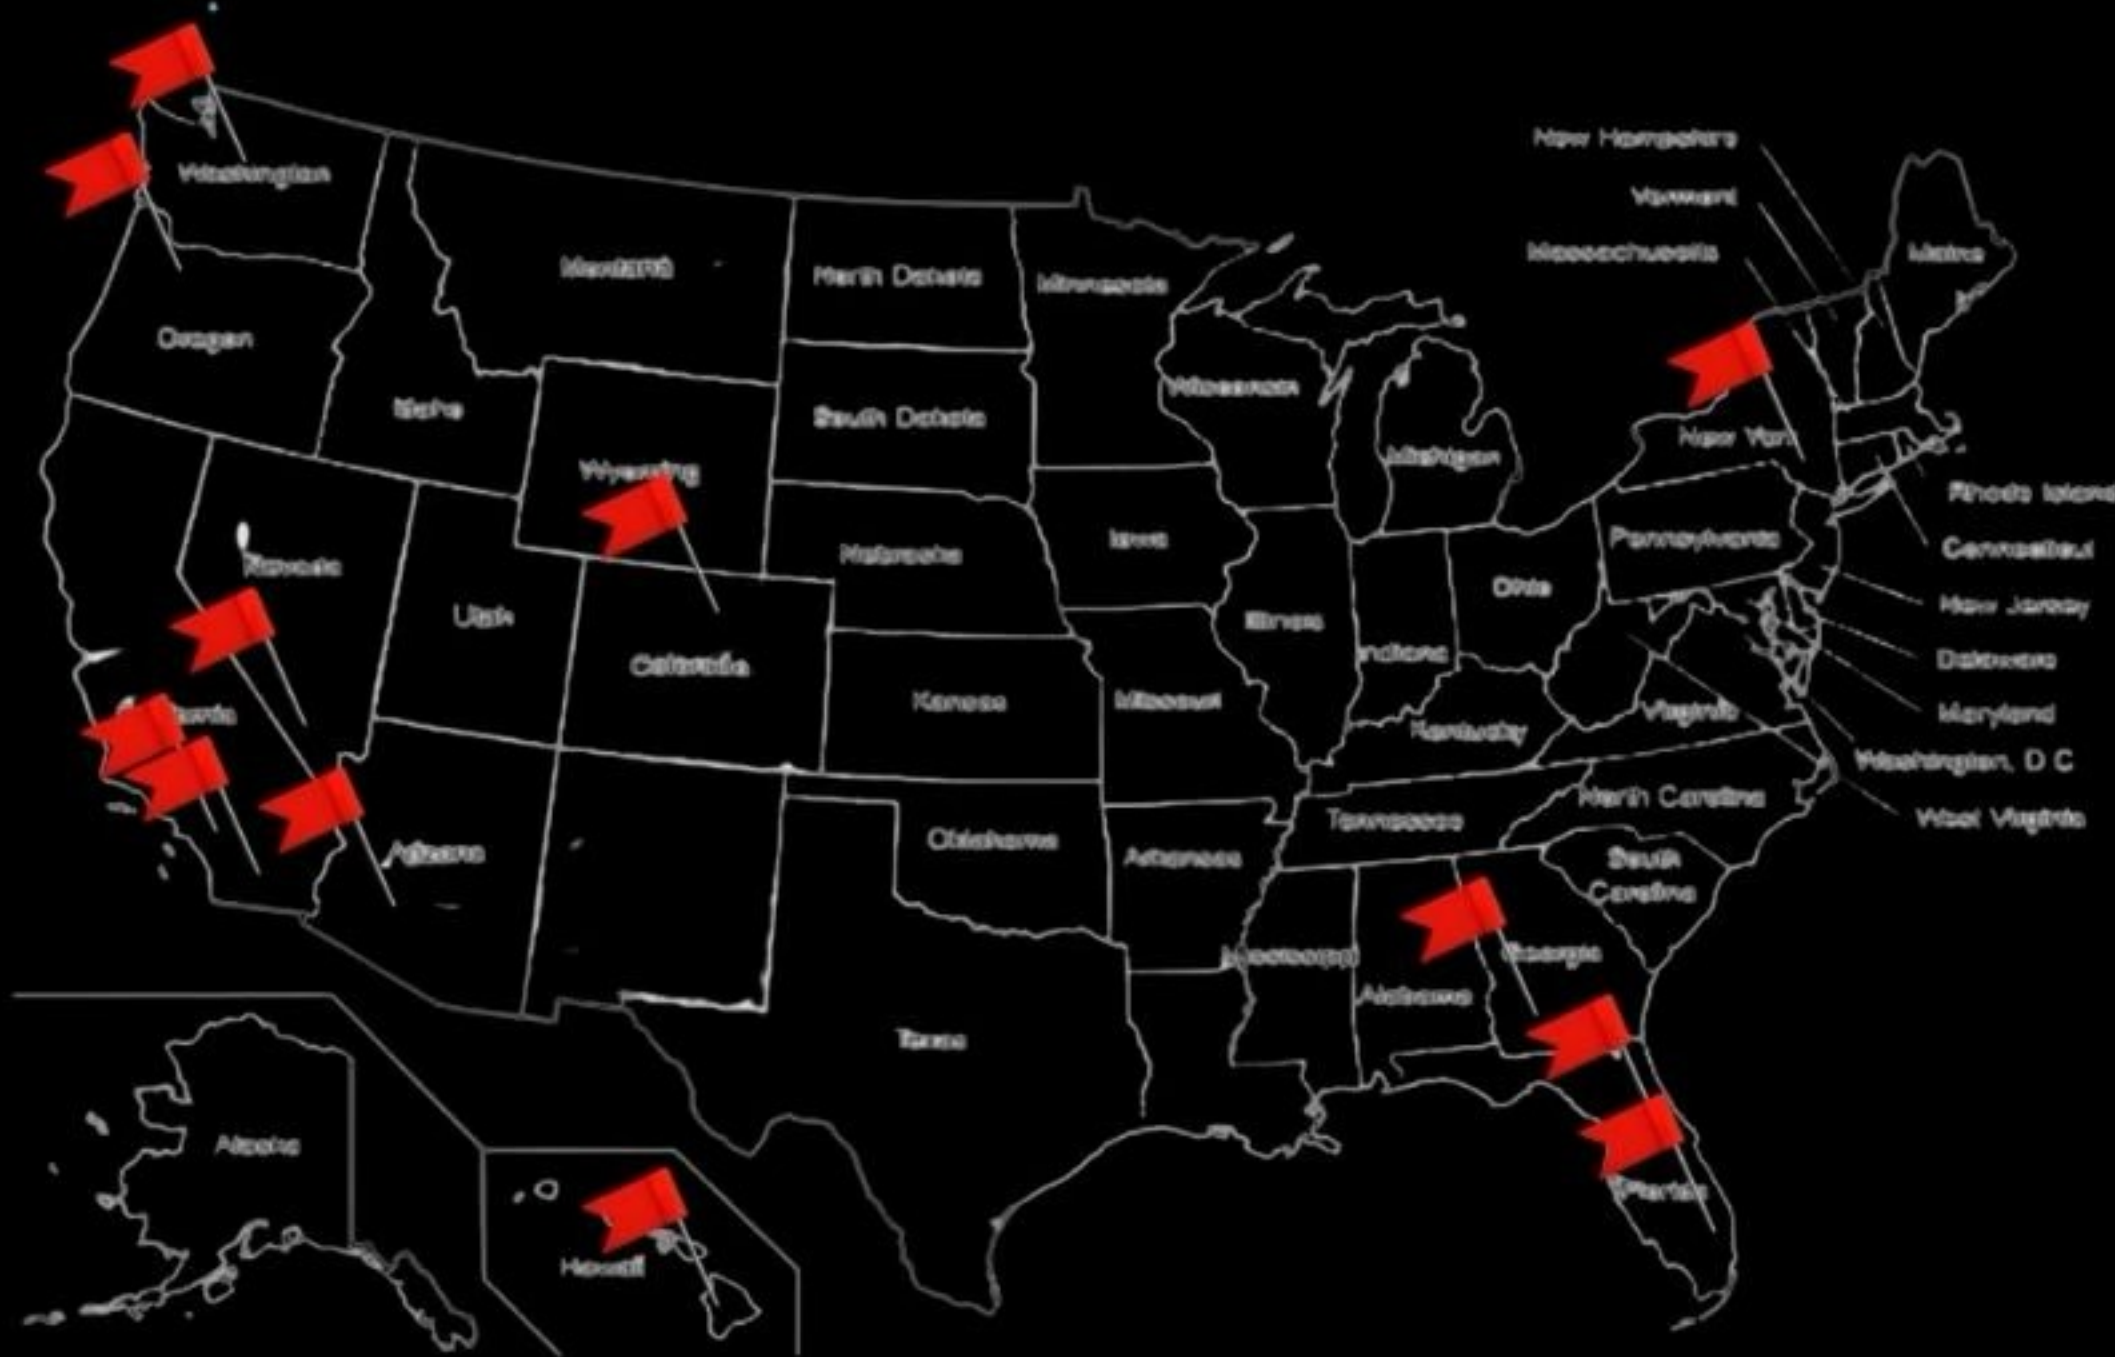 New Hampshire
Vermont
Massachusetts
Washington
Montana
North Dakota
Minnesota
Maine
Oregon
Idaho
Wyoming
South Dakota
Wisconsin
Michigan
New York
Rhode Island
Connecticut
New Jersey
Delaware
Maryland
Washington, D C
West Virginia
Nevada
Utah
Colorado
Nebraska
Iowa
Illinois
Indiana
Ohio
Pennsylvania
Kansas
Missouri
Kentucky
Virginia
Arizona
Oklahoma
Arkansas
Tennessee
North Carolina
South
Carolina
Mississippi
Alabama
Georgia
Texas
Florida
Alaska
Hawaii